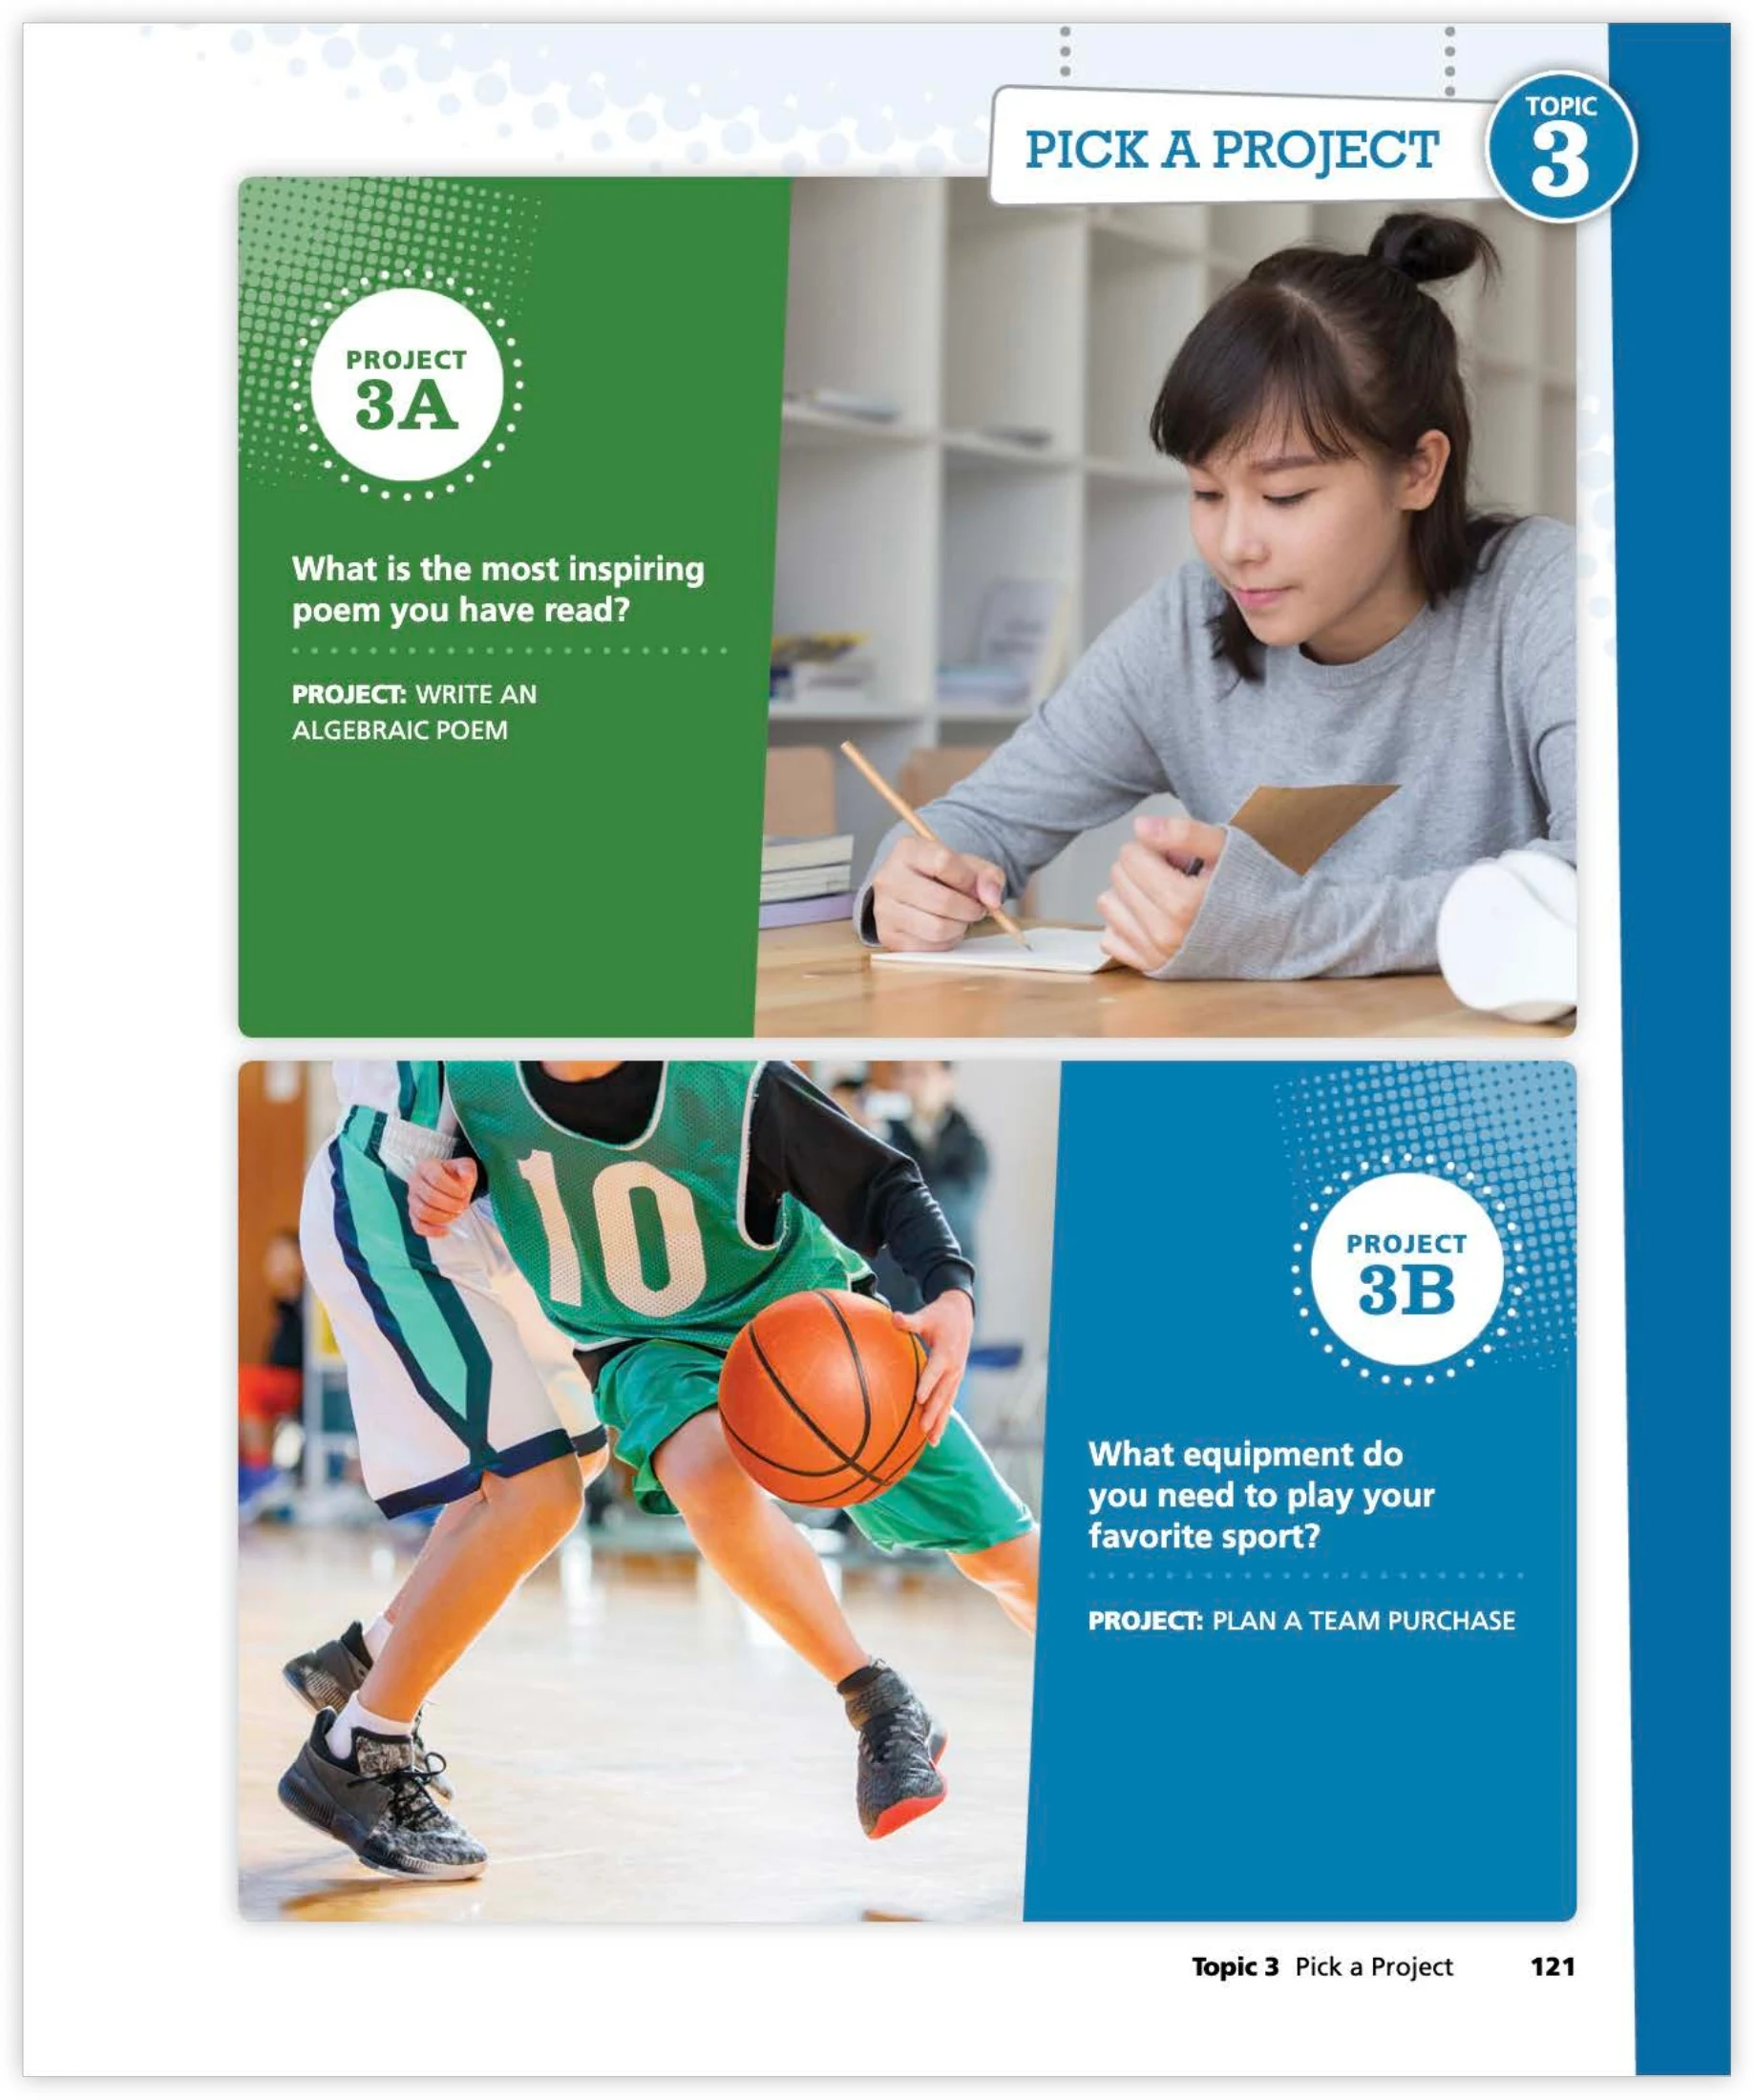 PICK A PROJECT
TOPIC
3
PROJECT
3A
What is the most inspiring
poem you have read?
PROJECT: WRITE AN
ALGEBRAIC POEM
10
PROJECT
3B
What equipment do
you need to play your
favorite sport?
PROJECT: PLAN A TEAM PURCHASE
Topic 3 Pick a Project 121